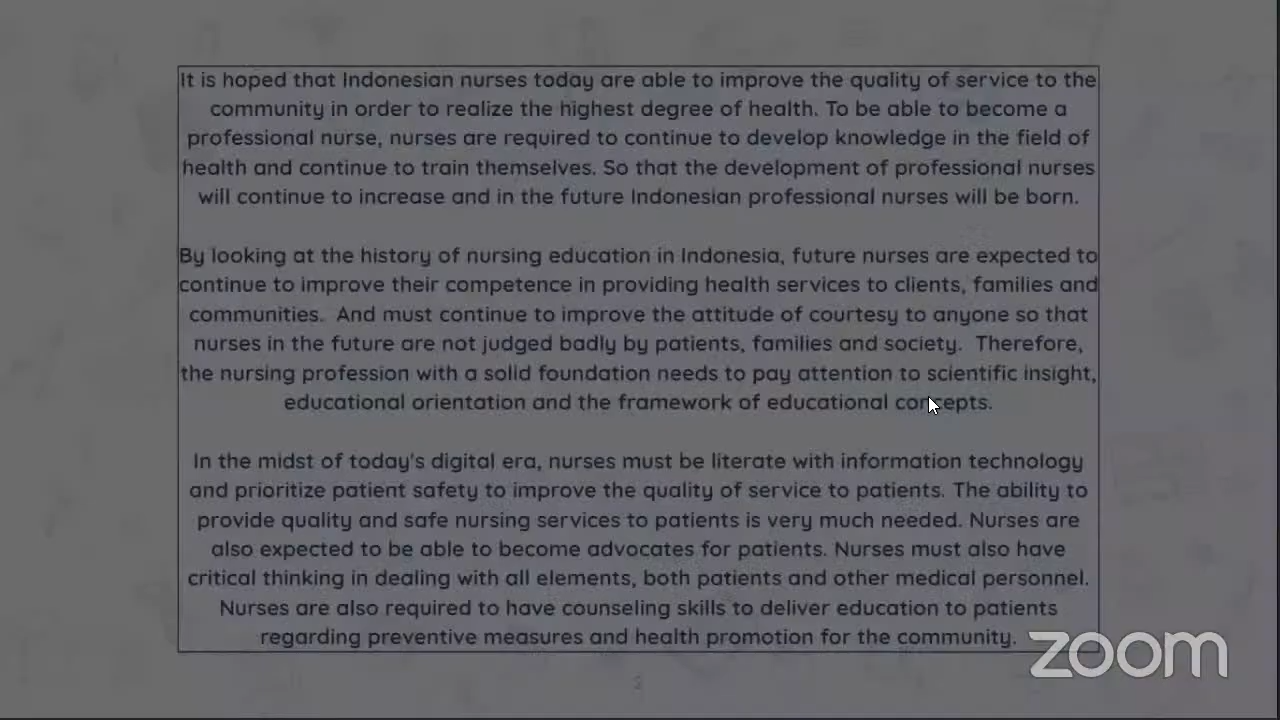 It is hoped that Indonesian nurses today are able to improve the quality of service to the
community in order to realize the highest degree of health. To be able to become a
professional nurse, nurses are required to continue to develop knowledge in the field of
health and continue to train themselves. So that the development of professional nurses
will continue to increase and in the future Indonesian professional nurses will be born.
By looking at the history of nursing education in Indonesia, future nurses are expected to
continue to improve their competence in providing health services to clients, families and
communities.  And must continue to improve the attitude of courtesy to anyone so that
nurses in the future are not judged badly by patients, families and society.  Therefore,
the nursing profession with a solid foundation needs to pay attention to scientific insight,
educational orientation and the framework of educational concepts.
In the midst of today's digital era, nurses must be literate with information technology
and prioritize patient safety to improve the quality of service to patients. The ability to
provide quality and safe nursing services to patients is very much needed. Nurses are
also expected to be able to become advocates for patients. Nurses must also have
critical thinking in dealing with all elements, both patients and other medical personnel.
Nurses are also required to have counseling skills to deliver education to patients
regarding preventive measures and health promotion for the community.
zoom
2